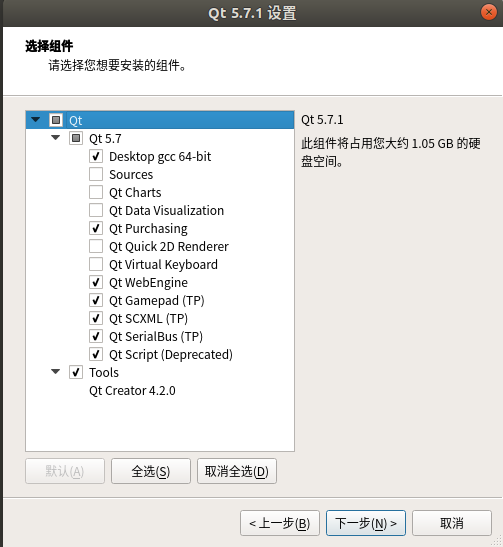 Qt 5.7.1 设置
选择组件
请选择您想要安装的组件。
Qt
Qt 5.7
Desktop gcc 64-bit
Sources
Qt Charts
Qt Data Visualization
Qt Purchasing
Qt Quick 2D Renderer
Qt Virtual Keyboard
Qt WebEngine
Qt Gamepad (TP)
Qt SCXML (TP)
Qt SerialBus (TP)
Qt Script (Deprecated)
Tools
Qt Creator 4.2.0
Qt 5.7.1
此组件将占用您大约 1.05 GB 的硬
盘空间。
默认(A)
全选(S)
取消全选(D)
< 上一步(B)
下一步(N) >
取消